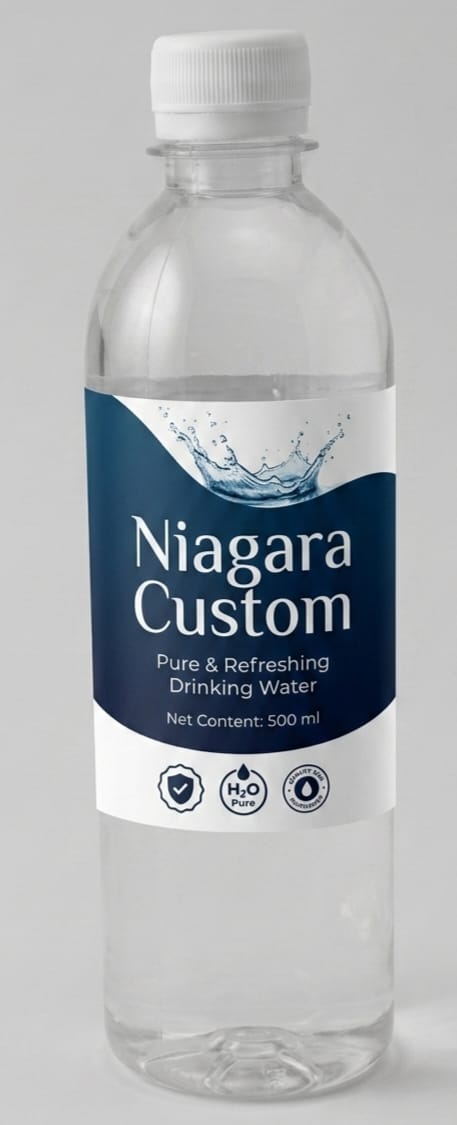 Niagara
Custom
Pure & Refreshing
Drinking Water
Net Content: 500 ml
H₂O
Pure